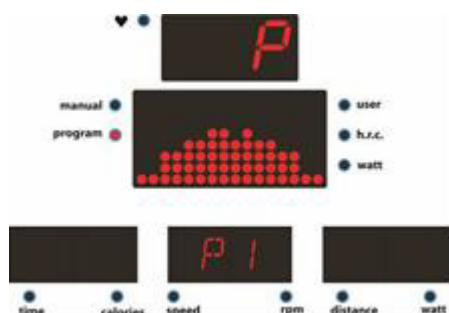 P
manual user
program h.r.c.
watt
P 1
time calories speed rpm distance watt